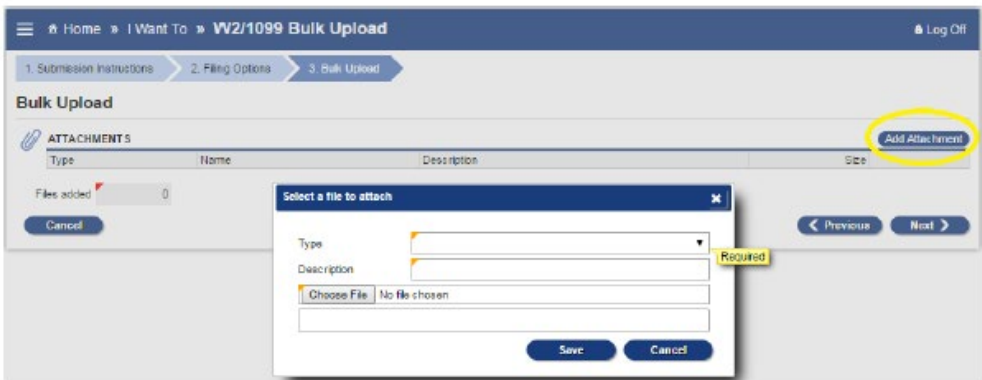 Home » I Want To » W2/1099 Bulk Upload Log Off
1. Submission Instructions 2. Filing Options 3. Bulk Upload
Bulk Upload
ATTACHMENTS Add Attachment
Type Name Description Size
Files added 0
Cancel Previous Next
Select a file to attach
Type
Required
Description
Choose File No file chosen
Save Cancel